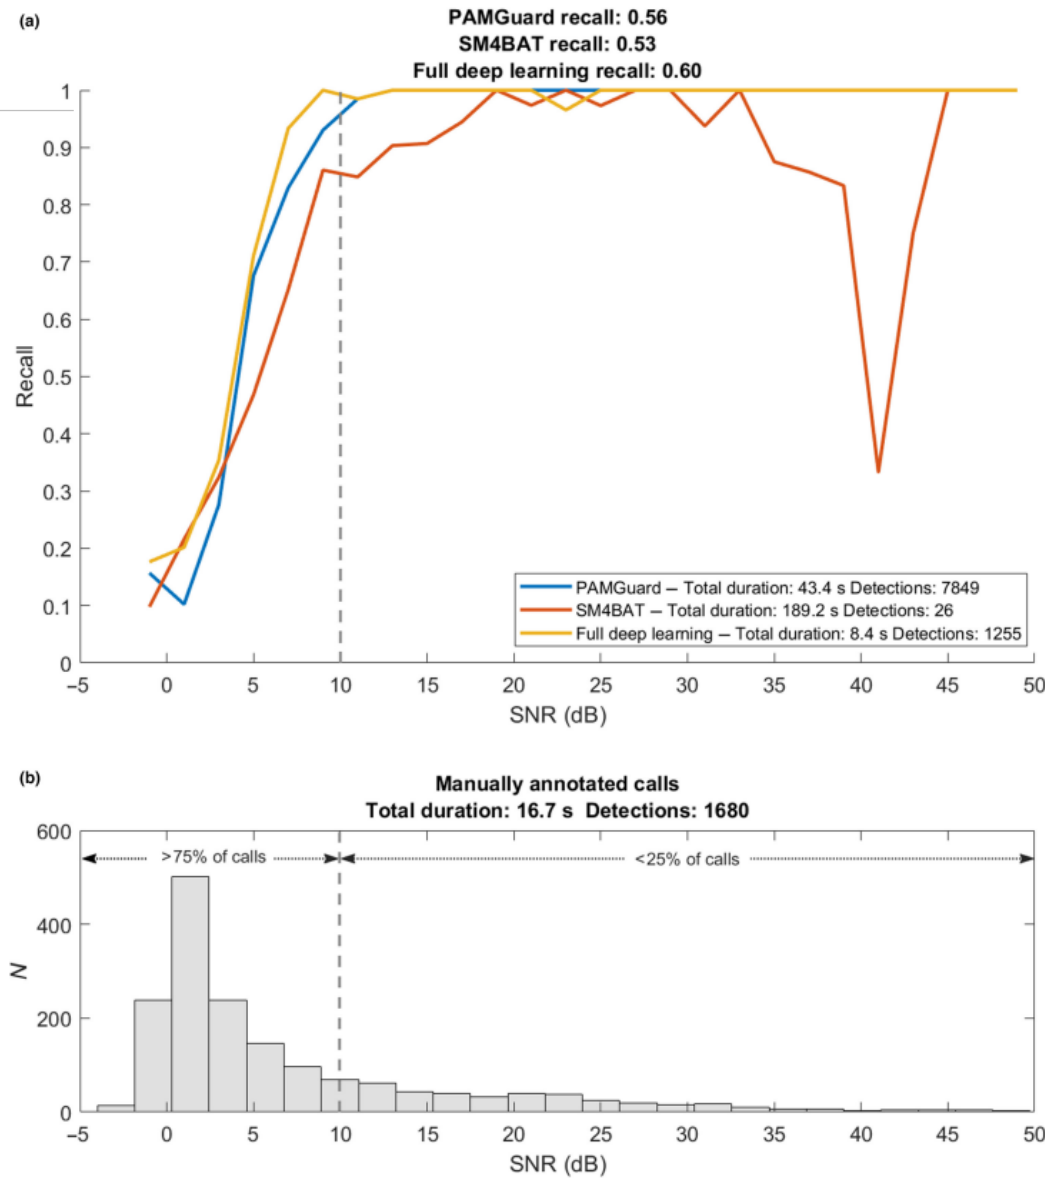 (a)
PAMGuard recall: 0.56
SM4BAT recall: 0.53
Full deep learning recall: 0.60
1
0.9
0.8
0.7
0.6
0.5
0.4
0.3
0.2
0.1
0
Recall
PAMGuard – Total duration: 43.4 s Detections: 7849
SM4BAT – Total duration: 189.2 s Detections: 26
Full deep learning – Total duration: 8.4 s Detections: 1255
−5 0 5 10 15 20 25 30 35 40 45 50
SNR (dB)
(b)
Manually annotated calls
Total duration: 16.7 s Detections: 1680
>75% of calls <25% of calls
600
400
200
0
N
−5 0 5 10 15 20 25 30 35 40 45 50
SNR (dB)